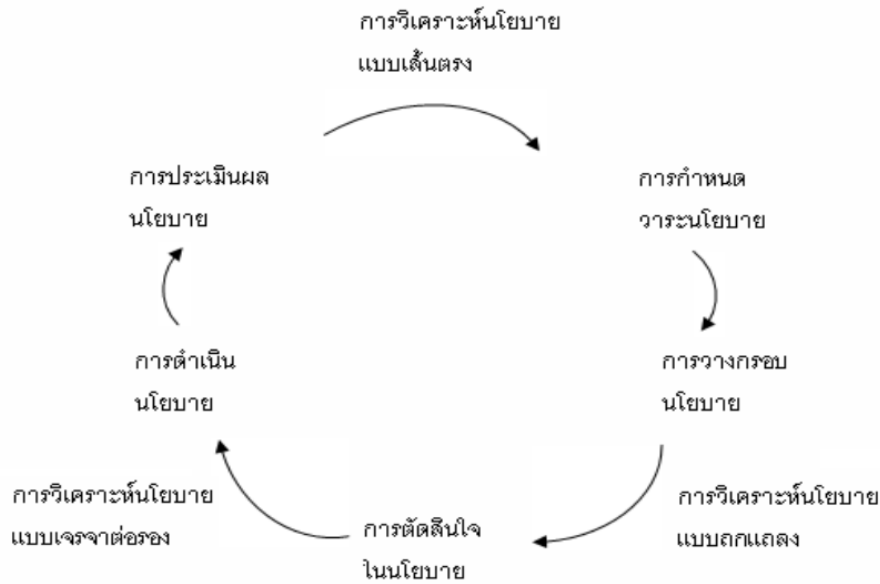 การวิเคราะห์นโยบาย
แบบเส้นตรง
การประเมินผล
นโยบาย
การกำหนด
วาระนโยบาย
การดำเนิน
นโยบาย
การวางกรอบ
นโยบาย
การวิเคราะห์นโยบาย
แบบเจรจาต่อรอง
การตัดสินใจ
ในนโยบาย
การวิเคราะห์นโยบาย
แบบถกแถลง